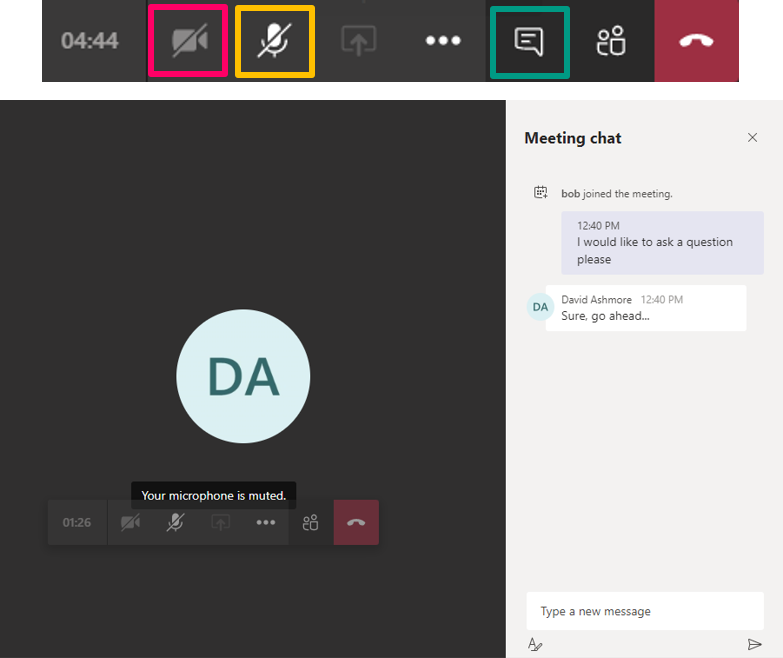 04:44
Meeting chat
bob joined the meeting.
12:40 PM
I would like to ask a question
please
DA
David Ashmore 12:40 PM
Sure, go ahead...
DA
Your microphone is muted.
01:26
Type a new message